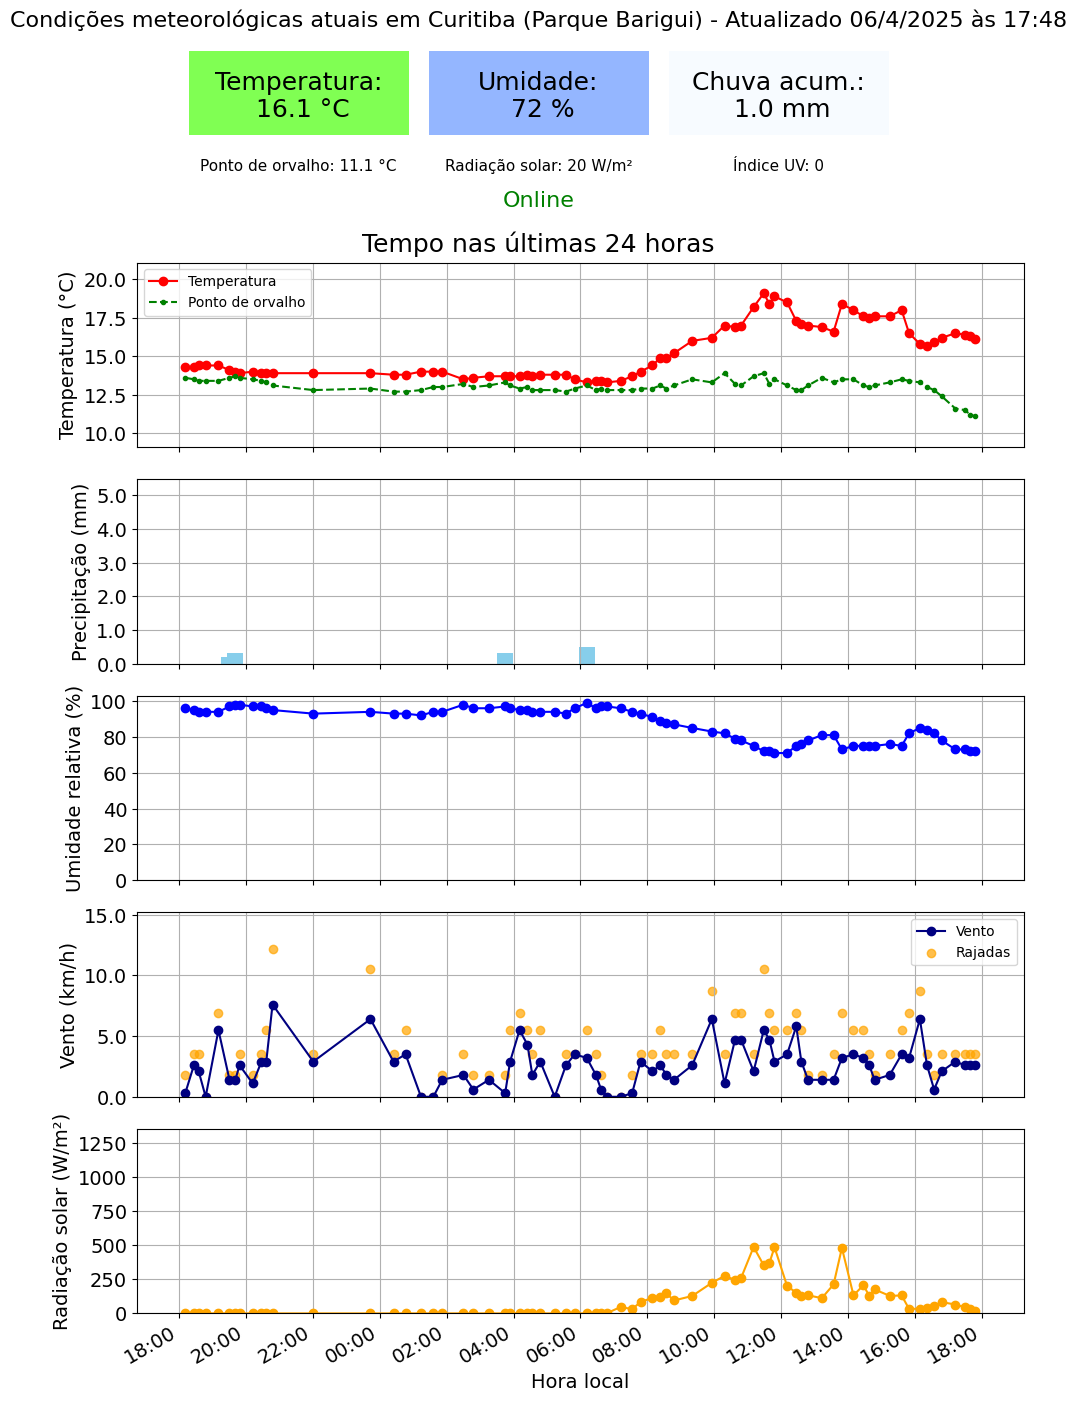 Condições meteorológicas atuais em Curitiba (Parque Barigui) - Atualizado 06/4/2025 às 17:48
Temperatura:
16.1 °C
Umidade:
72 %
Chuva acum.:
1.0 mm
Ponto de orvalho: 11.1 °C
Radiação solar: 20 W/m²
Índice UV: 0
Online
Tempo nas últimas 24 horas
Temperatura (°C)
20.0
17.5
15.0
12.5
10.0
Temperatura
Ponto de orvalho
Precipitação (mm)
5.0
4.0
3.0
2.0
1.0
0.0
Umidade relativa (%)
100
80
60
40
20
0
Vento (km/h)
15.0
10.0
5.0
0.0
Vento
Rajadas
Radiação solar (W/m²)
1250
1000
750
500
250
0
18:00
20:00
22:00
00:00
02:00
04:00
06:00
08:00
10:00
12:00
14:00
16:00
18:00
Hora local